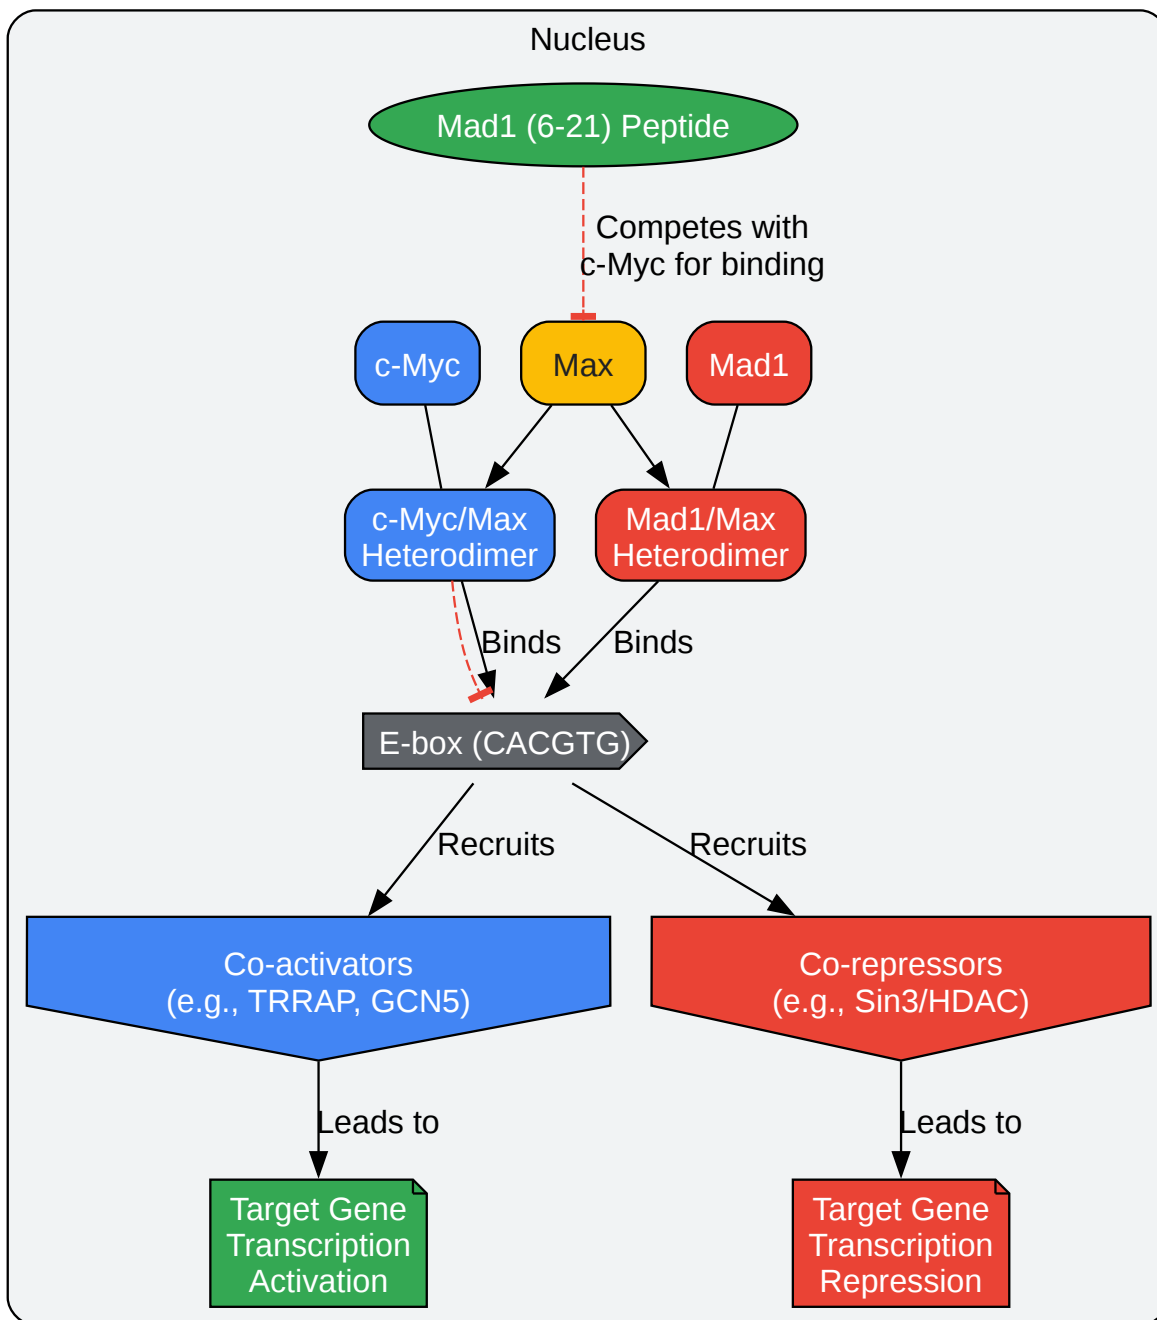 Nucleus
Mad1 (6-21) Peptide
Competes with
c-Myc for binding
c-Myc
Max
Mad1
c-Myc/Max
Heterodimer
Mad1/Max
Heterodimer
Binds
Binds
E-box (CACGTG)
Recruits
Recruits
Co-activators
(e.g., TRRAP, GCN5)
Co-repressors
(e.g., Sin3/HDAC)
Leads to
Leads to
Target Gene
Transcription
Activation
Target Gene
Transcription
Repression